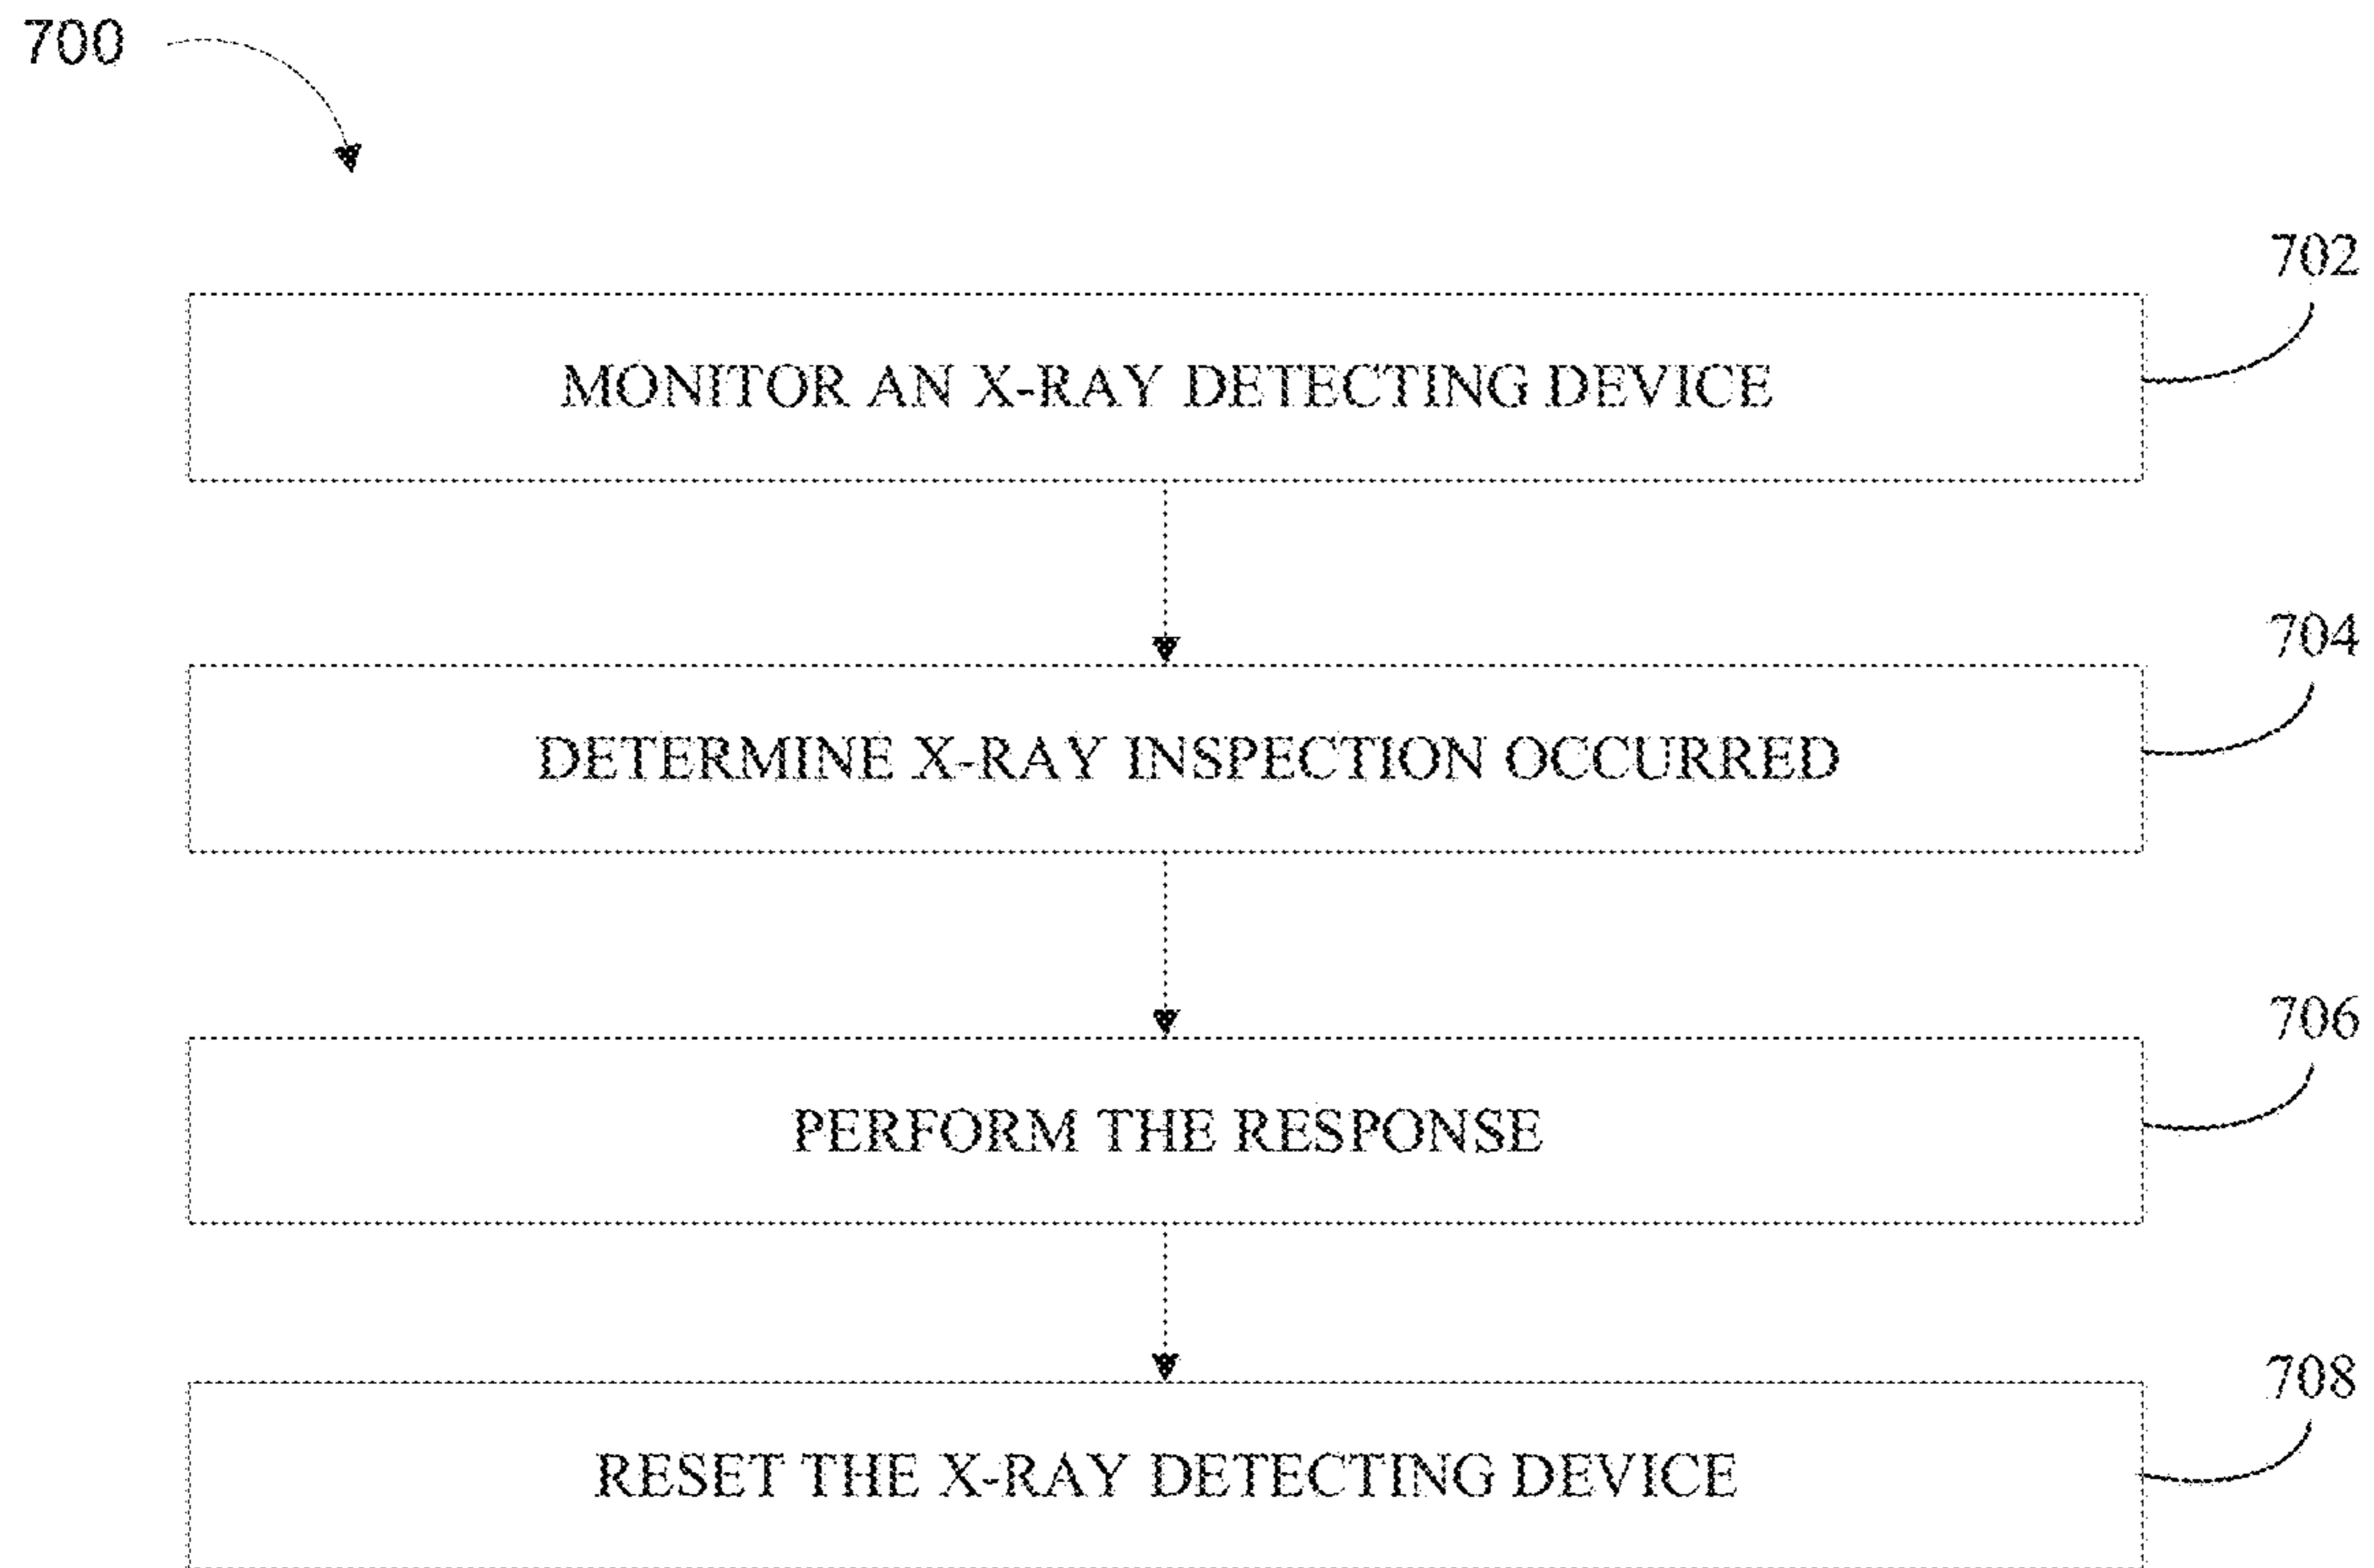 700
702
MONITOR AN X-RAY DETECTING DEVICE
704
DETERMINE X-RAY INSPECTION OCCURRED
706
PERFORM THE RESPONSE
708
RESET THE X-RAY DETECTING DEVICE